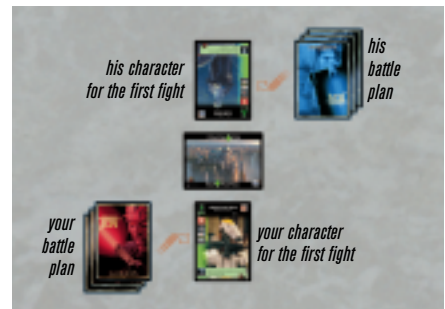 his character
for the first fight
his
battle
plan
your
battle
plan
your character
for the first fight